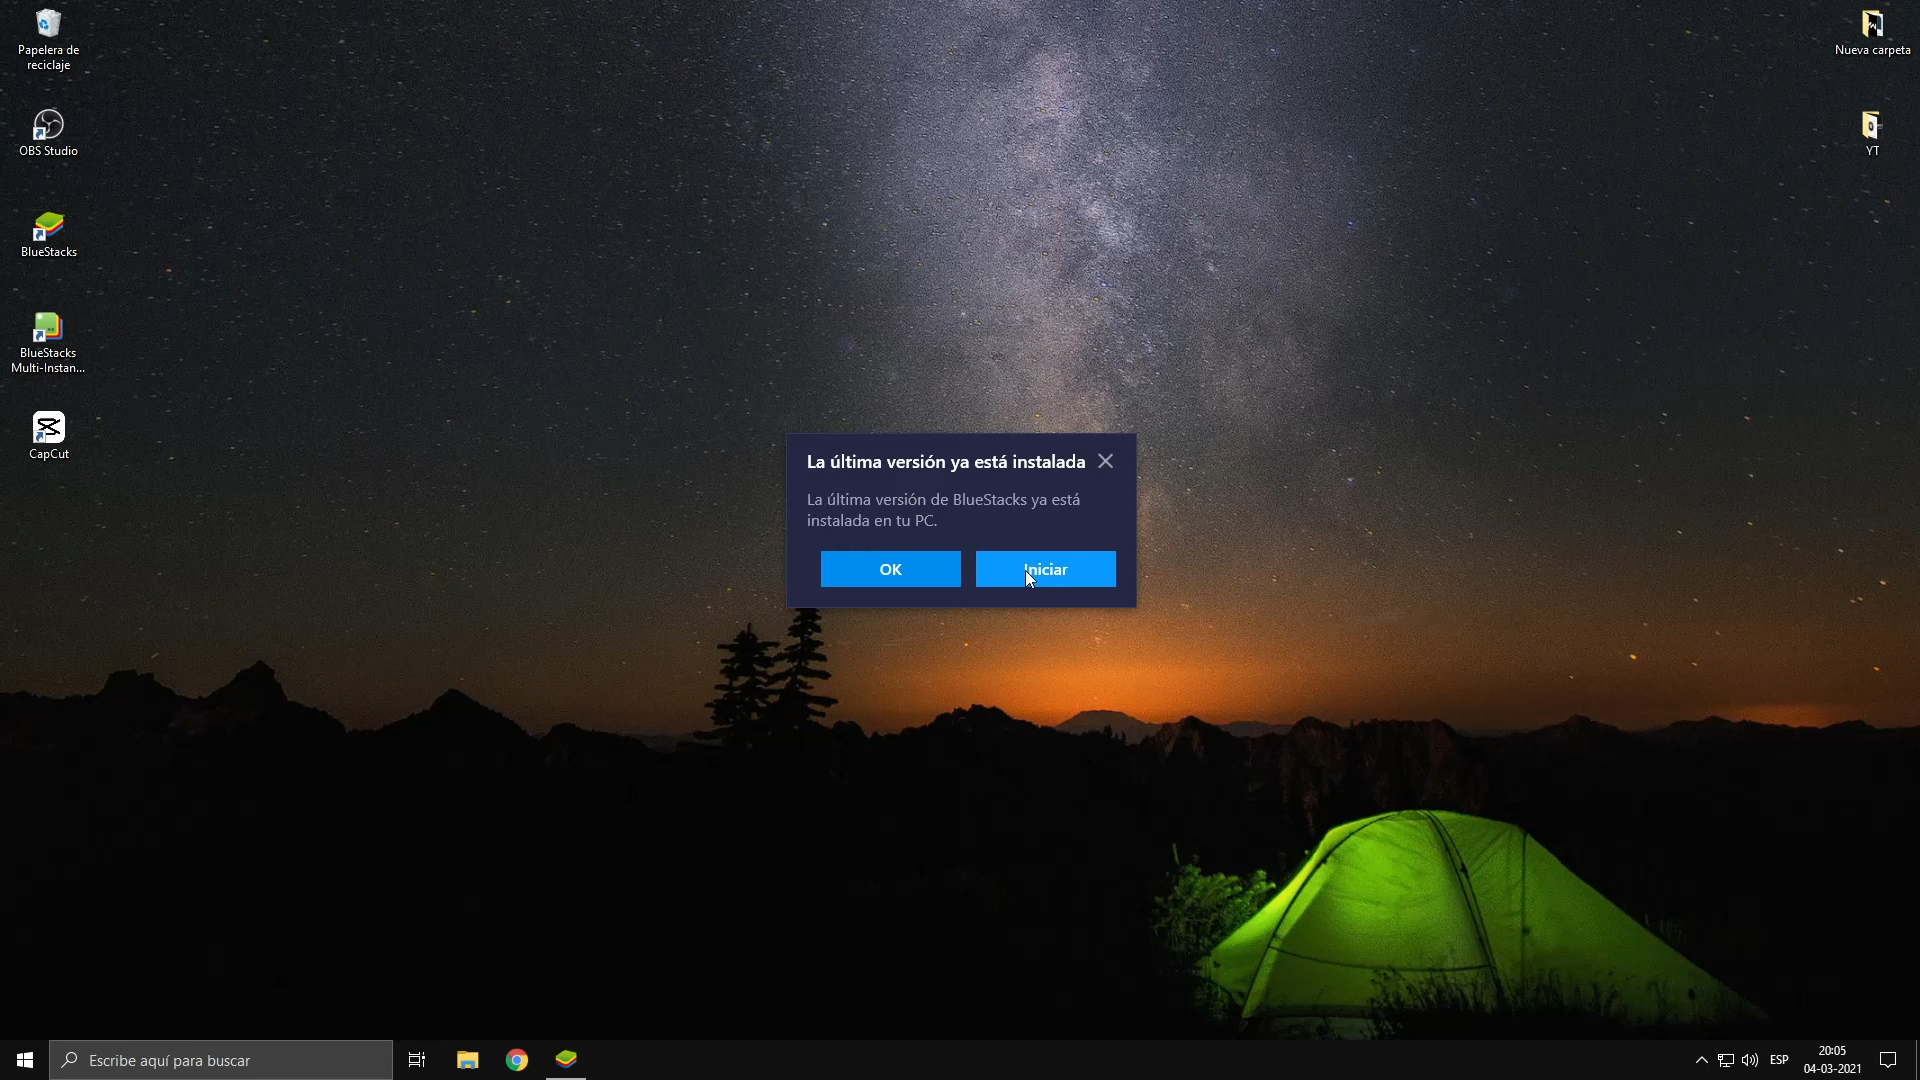 Papelera de
reciclaje
OBS Studio
BlueStacks
BlueStacks
Multi-Instan...
CapCut
Nueva carpeta
YT
La última versión ya está instalada
La última versión de BlueStacks ya está
instalada en tu PC.
OK
Iniciar
Escribe aquí para buscar
ESP
20:05
04-03-2021